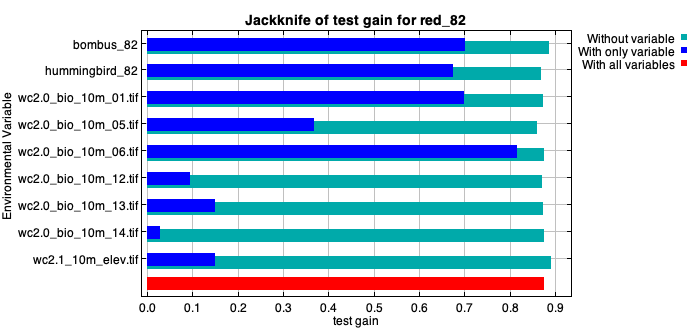 Jackknife of test gain for red_82
Without variable
With only variable
With all variables
Environmental Variable
bombus_82
hummingbird_82
wc2.0_bio_10m_01.tif
wc2.0_bio_10m_05.tif
wc2.0_bio_10m_06.tif
wc2.0_bio_10m_12.tif
wc2.0_bio_10m_13.tif
wc2.0_bio_10m_14.tif
wc2.1_10m_elev.tif
0.0 0.1 0.2 0.3 0.4 0.5 0.6 0.7 0.8 0.9
test gain